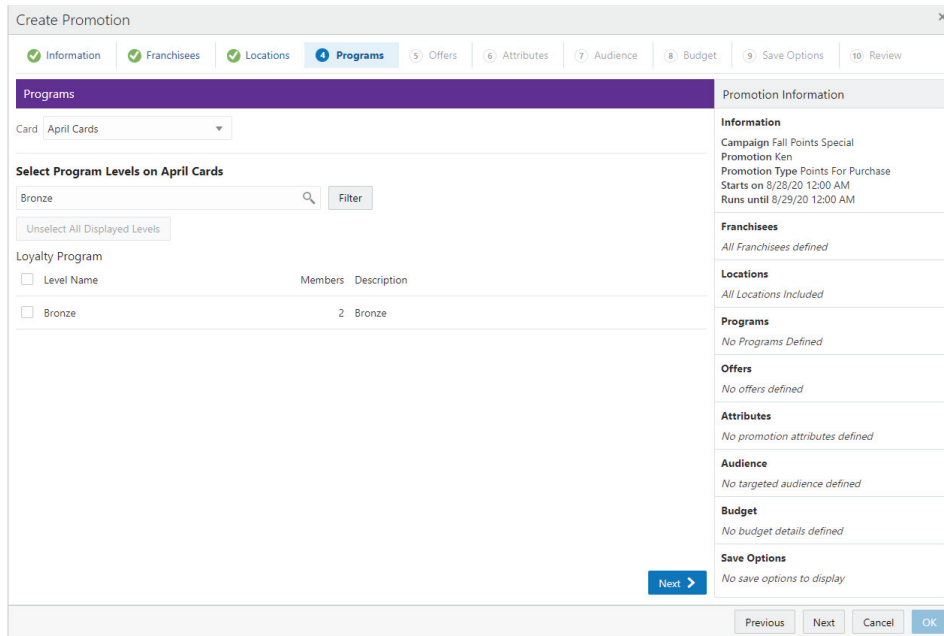 Create Promotion
Information Franchisees Locations 4 Programs 5 Offers 6 Attributes 7 Audience 8 Budget 9 Save Options 10 Review
Programs
Card April Cards
Select Program Levels on April Cards
Bronze Filter
Unselect All Displayed Levels
Loyalty Program
Level Name Members Description
Bronze 2 Bronze
Next
Promotion Information
Information
Campaign Fall Points Special
Promotion Ken
Promotion Type Points For Purchase
Starts on 8/28/20 12:00 AM
Runs until 8/29/20 12:00 AM
Franchisees
All Franchisees defined
Locations
All Locations Included
Programs
No Programs Defined
Offers
No offers defined
Attributes
No promotion attributes defined
Audience
No targeted audience defined
Budget
No budget details defined
Save Options
No save options to display
Previous Next Cancel OK